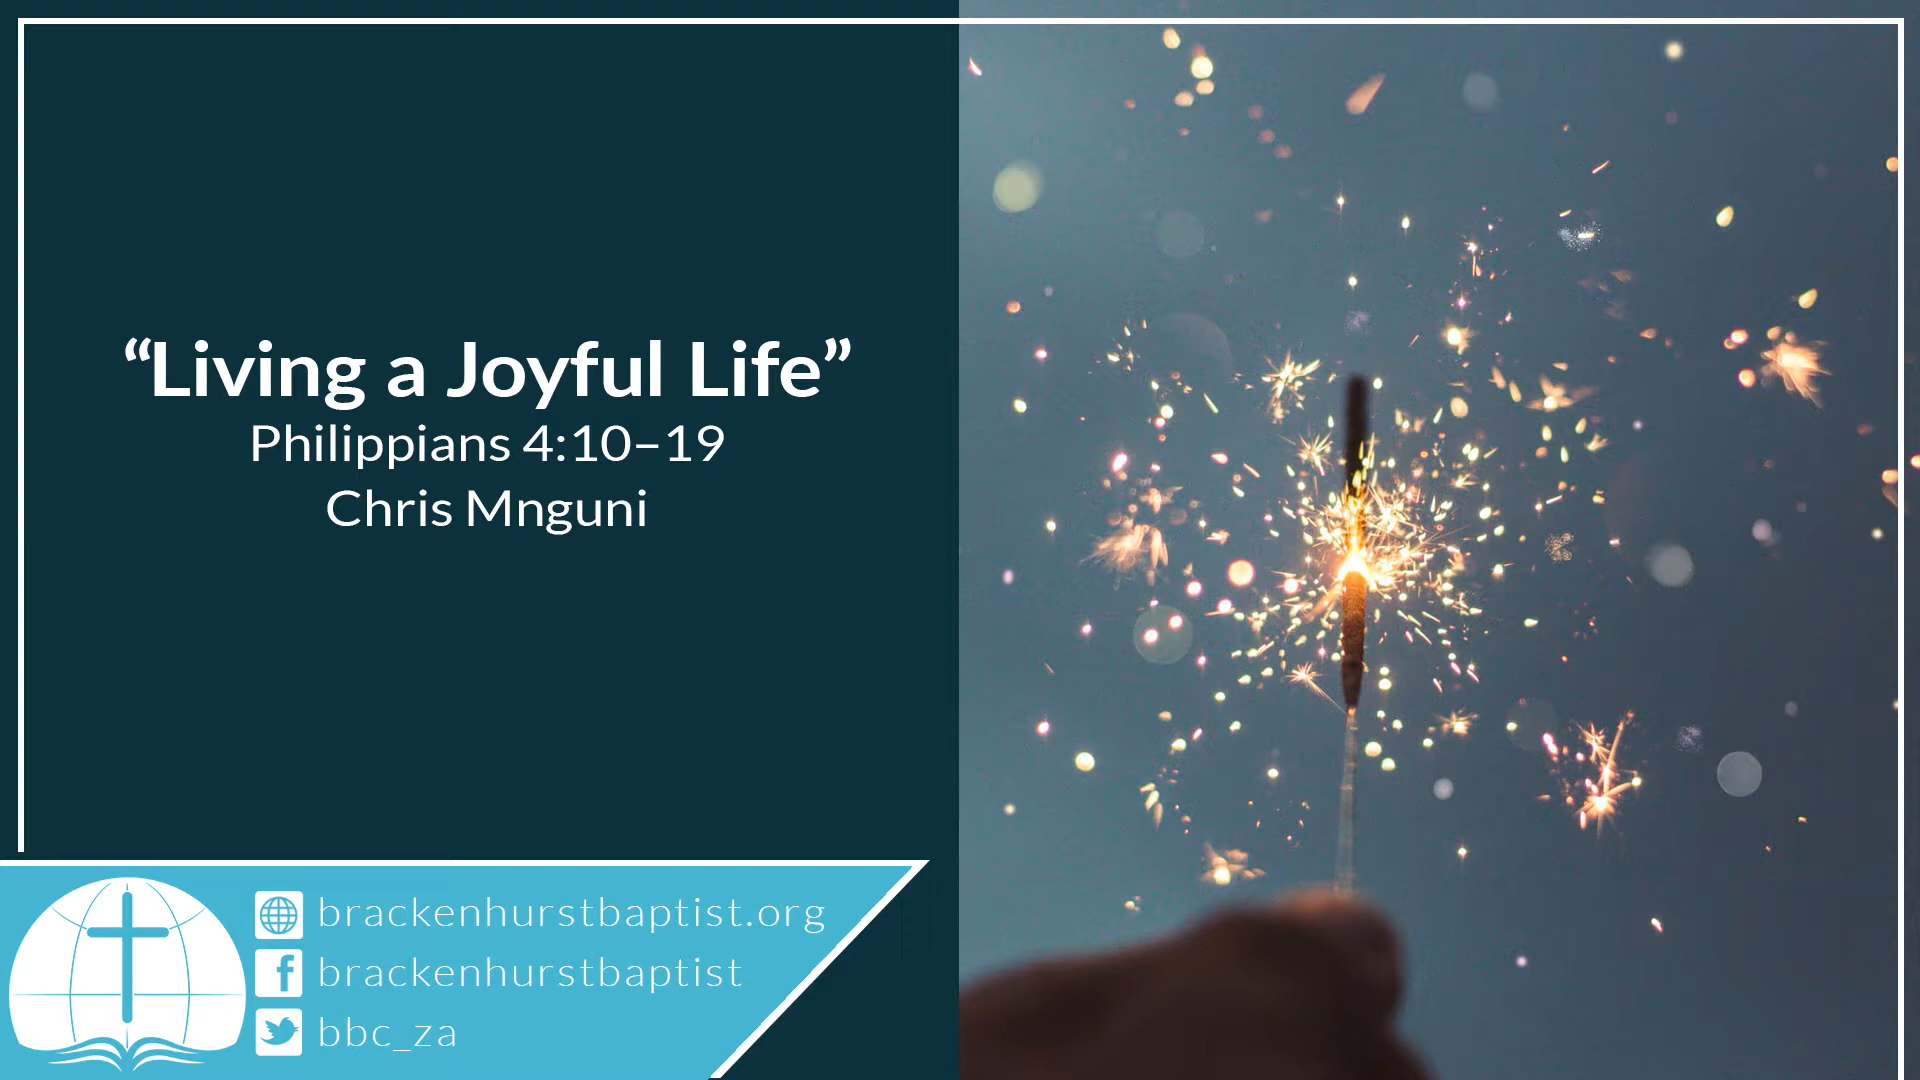 “Living a Joyful Life”
Philippians 4:10–19
Chris Mnguni
brackenhurstbaptist.org
brackenhurstbaptist
bbc_za